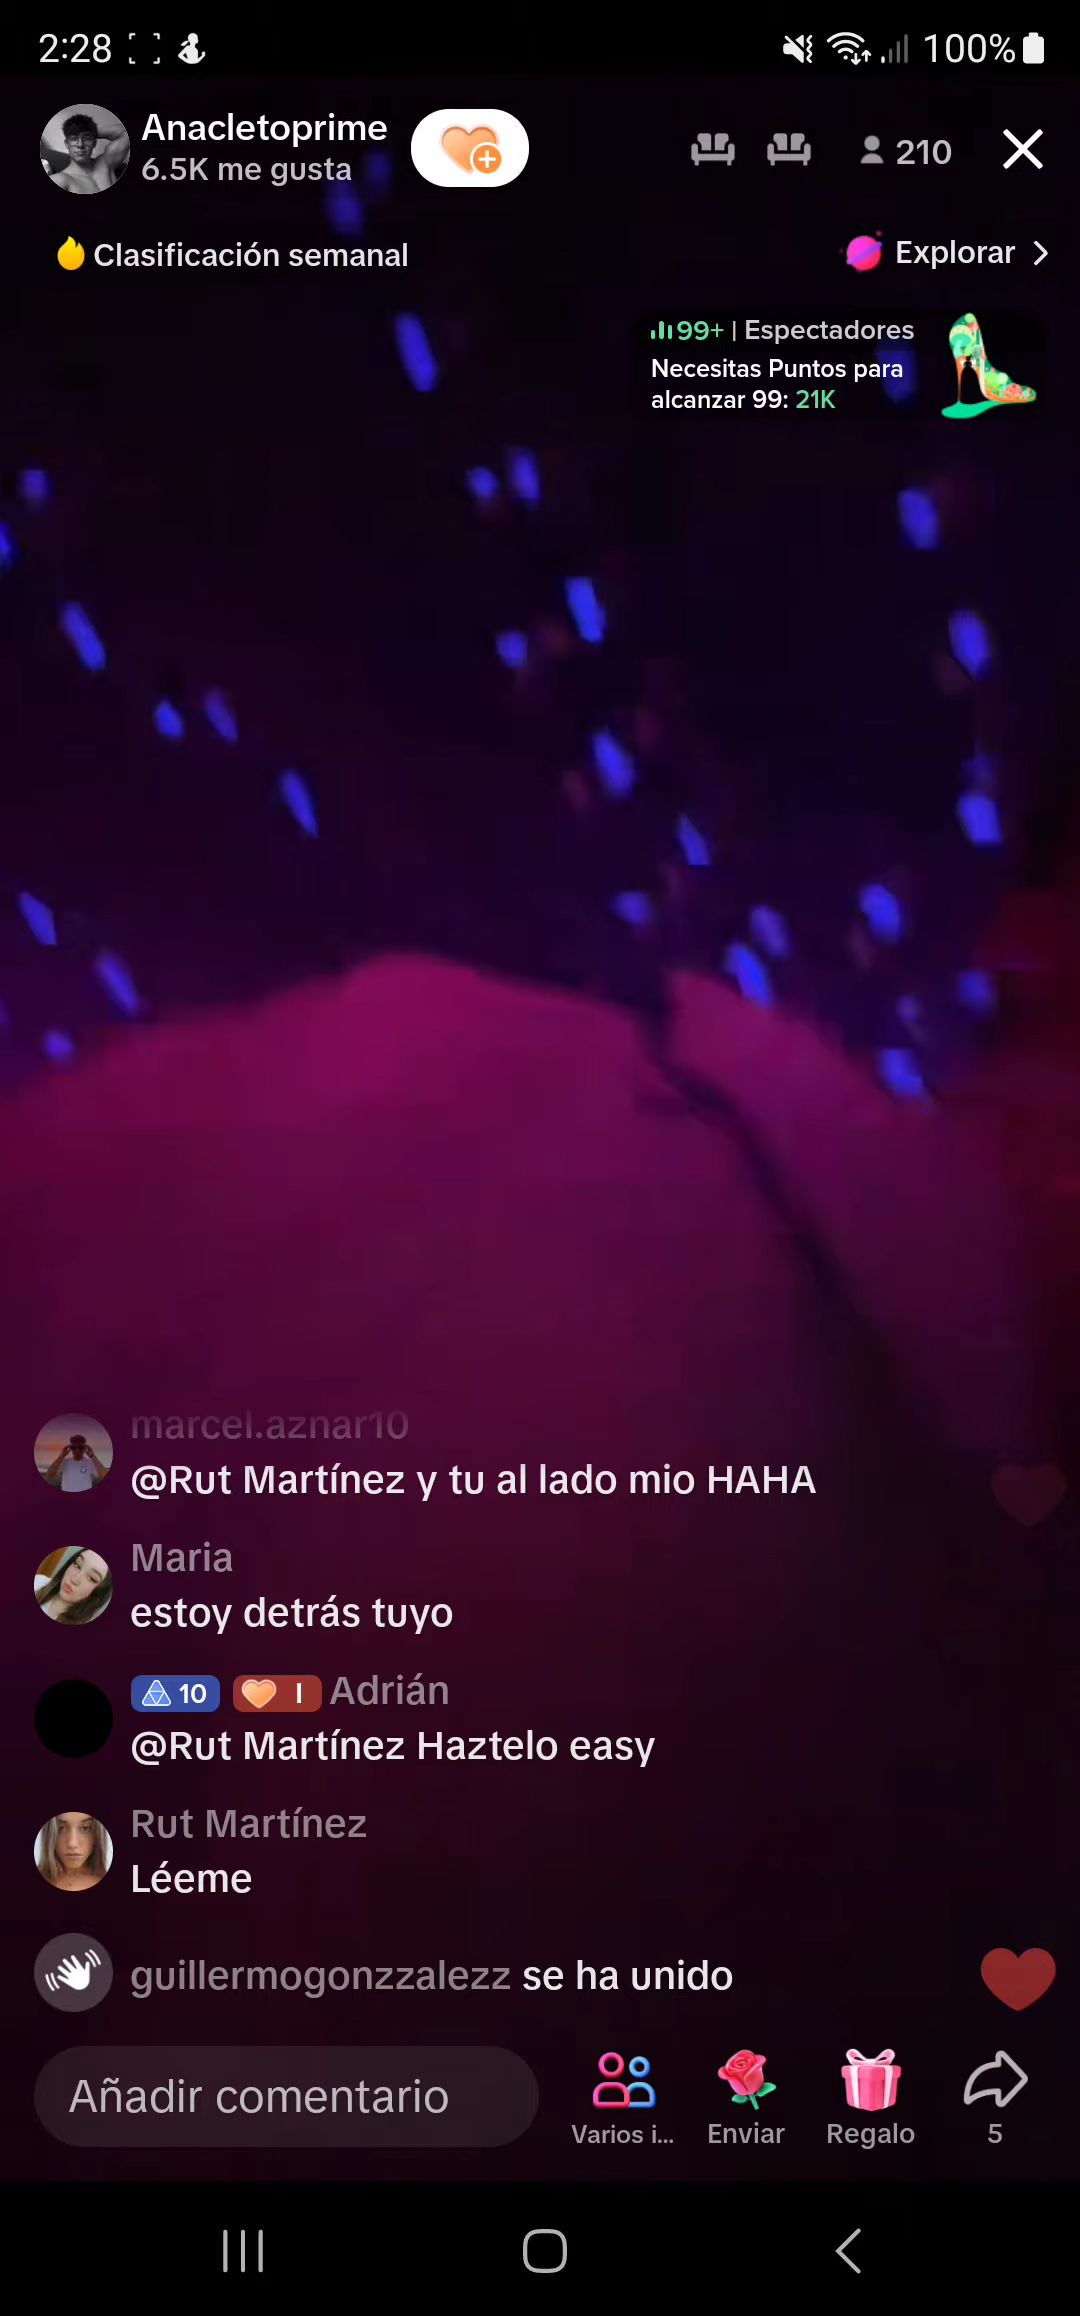 2:28
100%
Anacletoprime
6.5K me gusta
210
Clasificación semanal
Explorar
99+ | Espectadores
Necesitas Puntos para
alcanzar 99: 21K
marcel.aznar10
@Rut Martínez y tu al lado mio HAHA
Maria
estoy detrás tuyo
10 I Adrián
@Rut Martínez Haztelo easy
Rut Martínez
Léeme
guillermogonzzalezz se ha unido
Añadir comentario
Varios i...
Enviar
Regalo
5